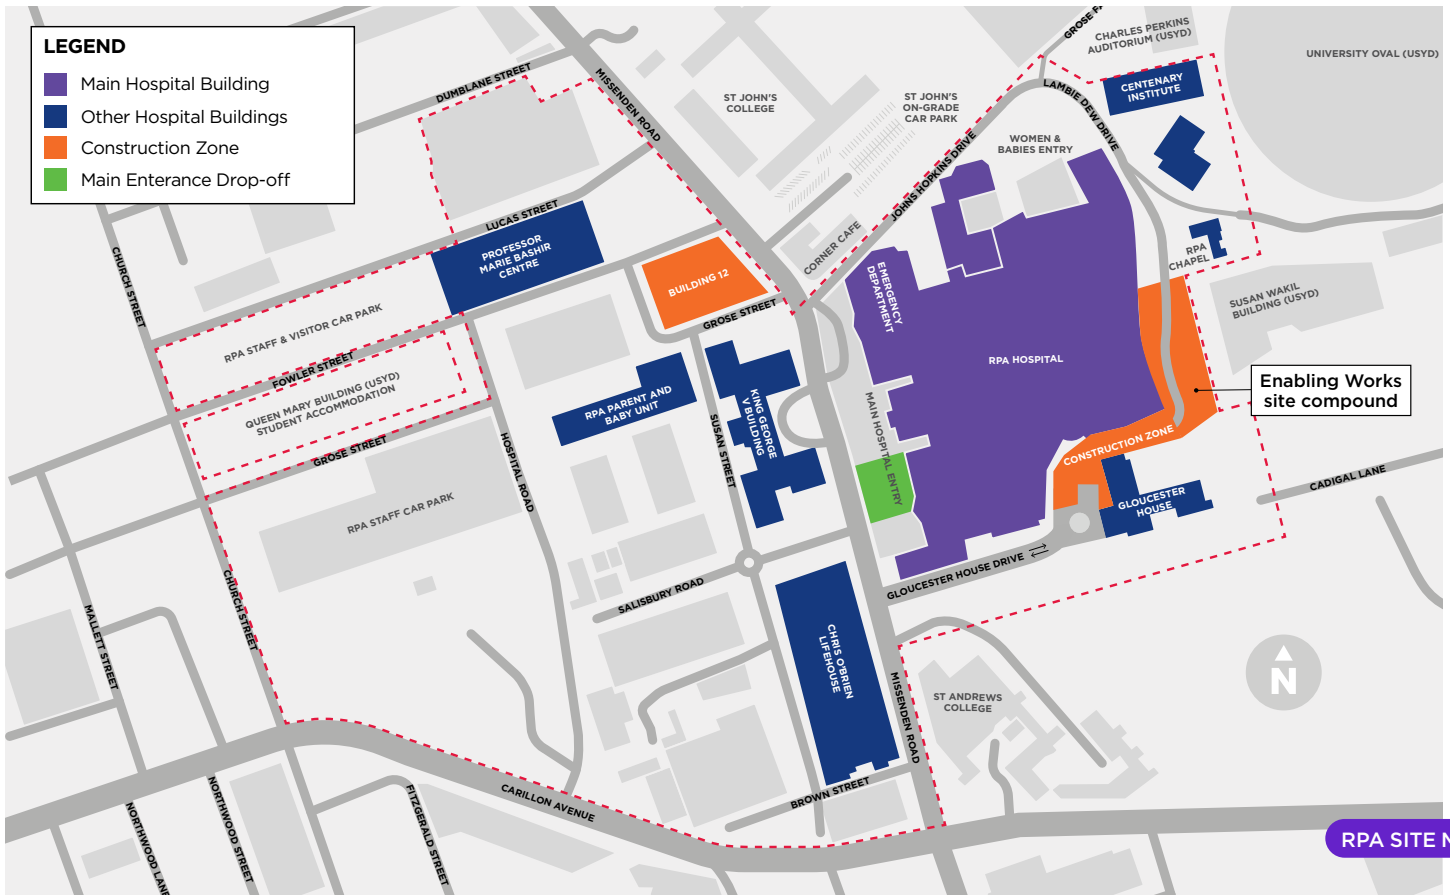 LEGEND
Main Hospital Building
Other Hospital Buildings
Construction Zone
Main Enterance Drop-off
DUMBLANE STREET
MISSENDEN ROAD
ST JOHN'S
COLLEGE
ST JOHN'S
ON-GRADE
CAR PARK
GROSE FA
CHARLES PERKINS
AUDITORIUM (USYD)
UNIVERSITY OVAL (USYD)
LAMBIE DEW DRIVE
CENTENARY
INSTITUTE
WOMEN &
BABIES ENTRY
JOHNS HOPKINS DRIVE
CORNER CAFE
LUCAS STREET
PROFESSOR
MARIE BASHIR
CENTRE
CHURCH STREET
BUILDING 12
GROSE STREET
EMERGENCY
DEPARTMENT
RPA
CHAPEL
SUSAN WAKIL
BUILDING (USYD)
RPA STAFF & VISITOR CAR PARK
FOWLER STREET
QUEEN MARY BUILDING (USYD)
STUDENT ACCOMMODATION
GROSE STREET
RPA HOSPITAL
RPA PARENT AND
BABY UNIT
KING GEORGE
V BUILDING
SUSAN STREET
MAIN HOSPITAL ENTRY
Enabling Works
site compound
CONSTRUCTION ZONE
HOSPITAL ROAD
RPA STAFF CAR PARK
GLOUCESTER
HOUSE
CADIGAL LANE
GLOUCESTER HOUSE DRIVE
SALISBURY ROAD
CHURCH STREET
MALLETT STREET
CHRIS O'BRIEN
LIFEHOUSE
MISSENDEN ROAD
ST ANDREWS
COLLEGE
N
BROWN STREET
CARILLON AVENUE
NORTHWOOD LANE
NORTHWOOD STREET
FITZGERALD STREET
RPA SITE N